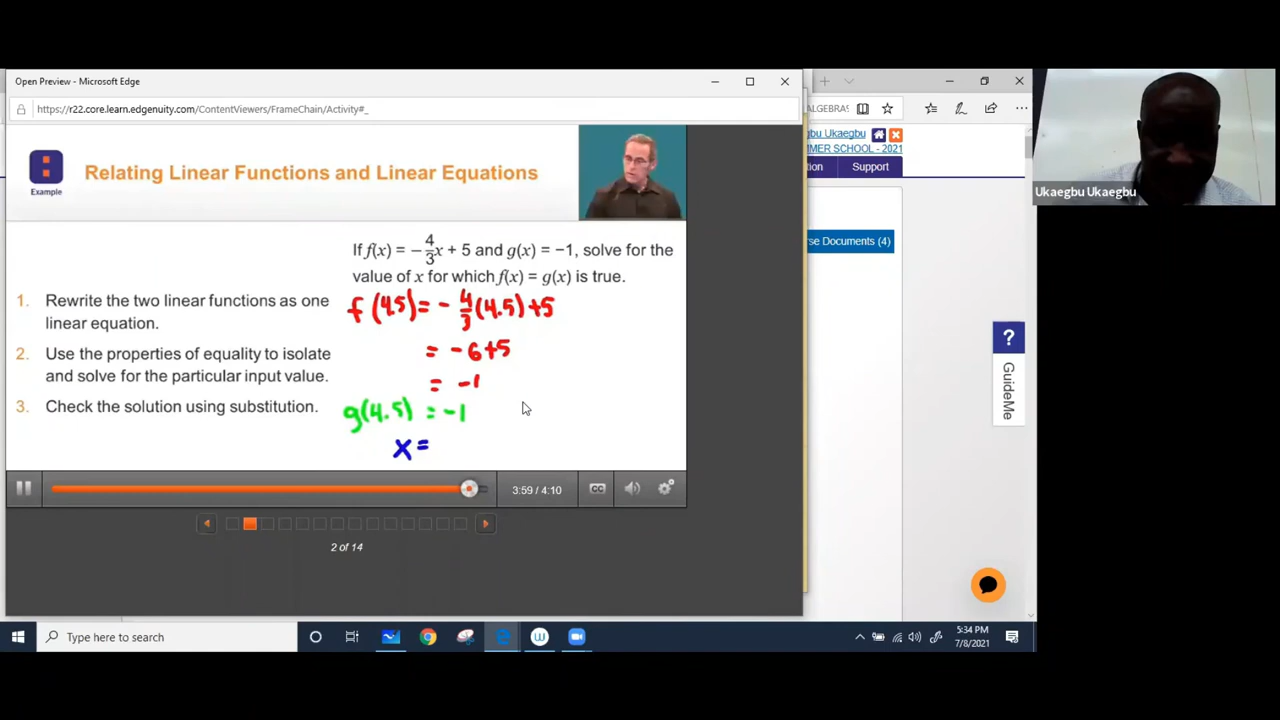 Open Preview - Microsoft Edge
https://r22.core.learn.edgenuity.com/ContentViewers/FrameChain/Activity#_
ALGEBRA
gbu Ukaegbu
MMER SCHOOL - 2021
tion
Support
rse Documents (4)
Ukaegbu Ukaegbu
Example
Relating Linear Functions and Linear Equations
If f(x) = -4/3x + 5 and g(x) = -1, solve for the
value of x for which f(x) = g(x) is true.
1. Rewrite the two linear functions as one
linear equation.
2. Use the properties of equality to isolate
and solve for the particular input value.
3. Check the solution using substitution.
f(4.5) = -4/3(4.5)+5
= -6+5
= -1
g(4.5) = -1
x =
3:59 / 4:10
CC
2 of 14
?
GuideMe
Type here to search
5:34 PM
7/8/2021